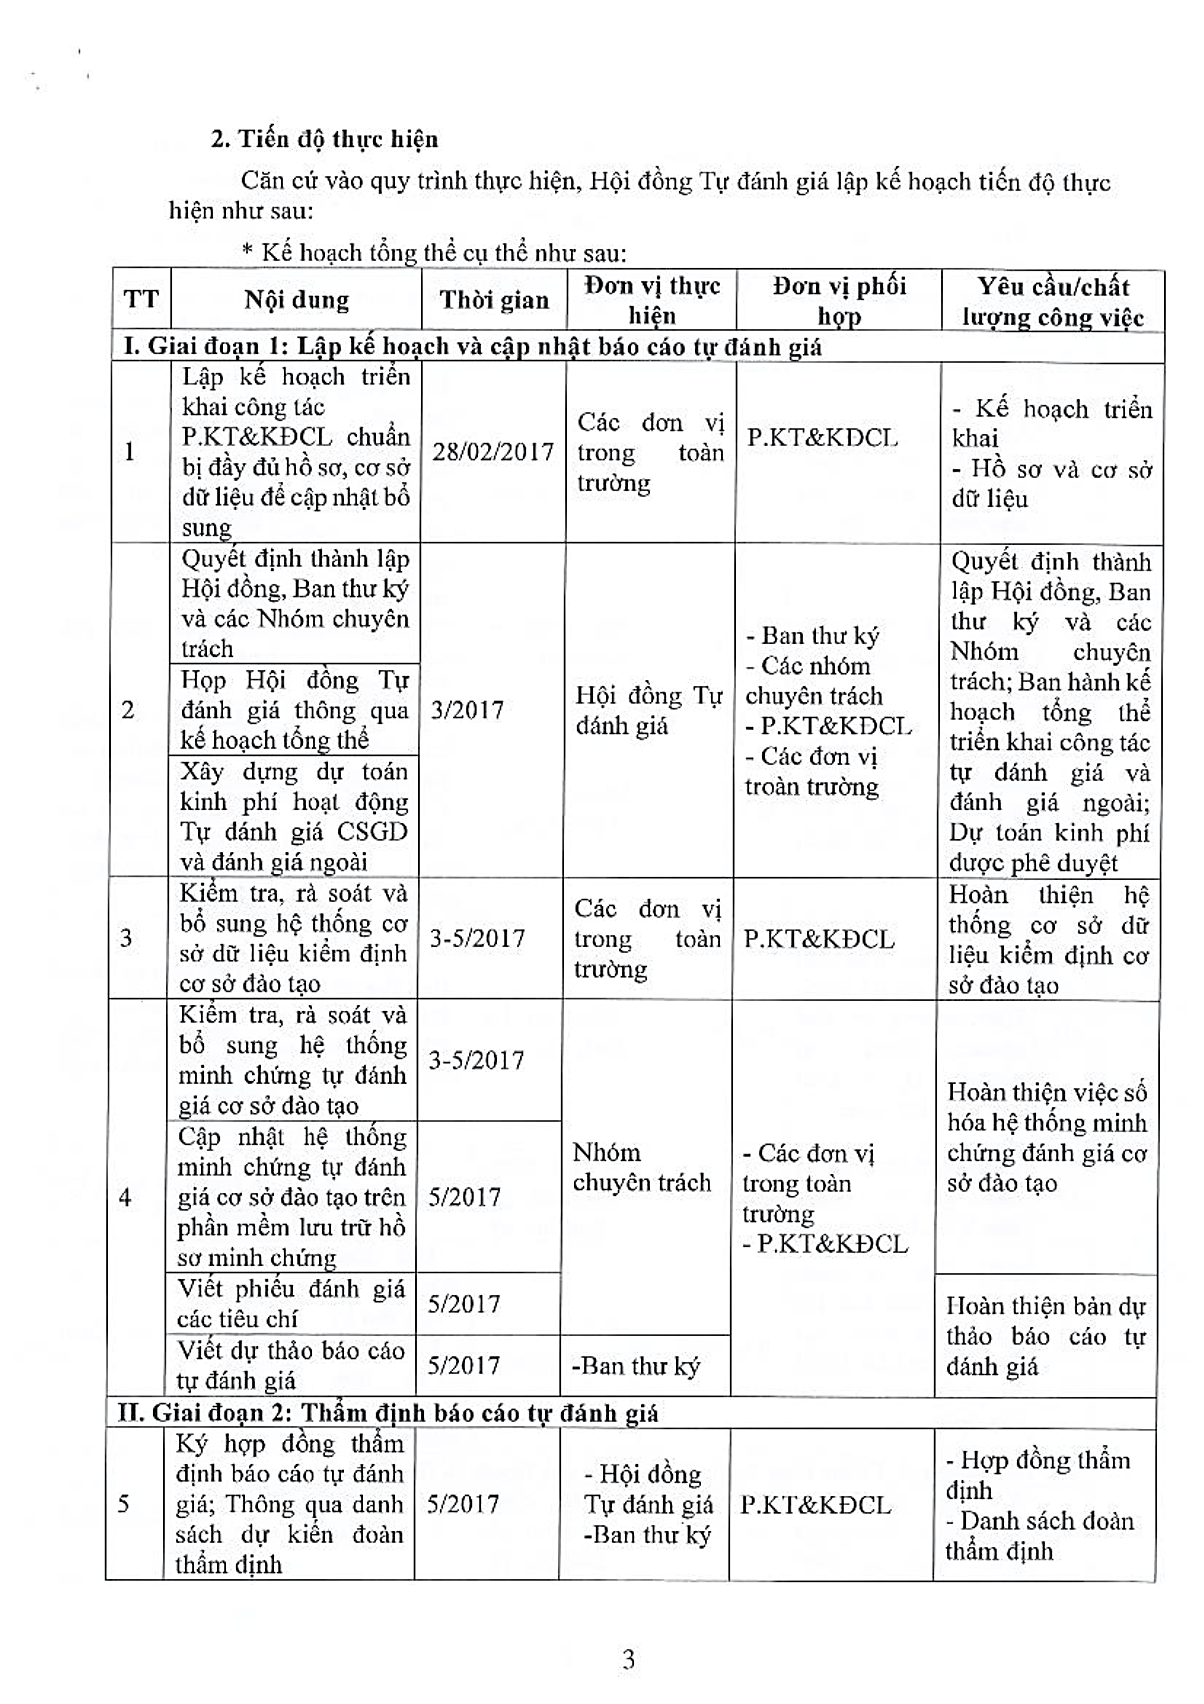 2. Tiến độ thực hiện
Căn cứ vào quy trình thực hiện, Hội đồng Tự đánh giá lập kế hoạch tiến độ thực
hiện như sau:
* Kế hoạch tổng thể cụ thể như sau:
TT
Nội dung
Thời gian
Đơn vị thực
hiện
Đơn vị phối
hợp
Yêu cầu/chất
lượng công việc
I. Giai đoạn 1: Lập kế hoạch và cập nhật báo cáo tự đánh giá
1
Lập kế hoạch triển
khai công tác
P.KT&KĐCL chuẩn
bị đầy đủ hồ sơ, cơ sở
dữ liệu để cập nhật bổ
sung
28/02/2017
Các đơn vị
trong toàn
trường
P.KT&KĐCL
- Kế hoạch triển
khai
- Hồ sơ và cơ sở
dữ liệu
2
Quyết định thành lập
Hội đồng, Ban thư ký
và các Nhóm chuyên
trách
Họp Hội đồng Tự
đánh giá thông qua
kế hoạch tổng thể
Xây dựng dự toán
kinh phí hoạt động
Tự đánh giá CSGD
và đánh giá ngoài
3/2017
Hội đồng Tự
đánh giá
- Ban thư ký
- Các nhóm
chuyên trách
- P.KT&KĐCL
- Các đơn vị
troàn trường
Quyết định thành
lập Hội đồng, Ban
thư ký và các
Nhóm chuyên
trách; Ban hành kế
hoạch tổng thể
triển khai công tác
tự đánh giá và
đánh giá ngoài;
Dự toán kinh phí
được phê duyệt
3
Kiểm tra, rà soát và
bổ sung hệ thống cơ
sở dữ liệu kiểm định
cơ sở đào tạo
3-5/2017
Các đơn vị
trong toàn
trường
P.KT&KĐCL
Hoàn thiện hệ
thống cơ sở dữ
liệu kiểm định cơ
sở đào tạo
4
Kiểm tra, rà soát và
bổ sung hệ thống
minh chứng tự đánh
giá cơ sở đào tạo
3-5/2017
Cập nhật hệ thống
minh chứng tự đánh
giá cơ sở đào tạo trên
phần mềm lưu trữ hồ
sơ minh chứng
5/2017
Viết phiếu đánh giá
các tiêu chí
5/2017
Nhóm
chuyên trách
Viết dự thảo báo cáo
tự đánh giá
5/2017
-Ban thư ký
- Các đơn vị
trong toàn
trường
- P.KT&KĐCL
Hoàn thiện việc số
hóa hệ thống minh
chứng đánh giá cơ
sở đào tạo
Hoàn thiện bản dự
thảo báo cáo tự
đánh giá
II. Giai đoạn 2: Thẩm định báo cáo tự đánh giá
5
Ký hợp đồng thẩm
định báo cáo tự đánh
giá; Thông qua danh
sách dự kiến đoàn
thẩm định
5/2017
- Hội đồng
Tự đánh giá
-Ban thư ký
P.KT&KĐCL
- Hợp đồng thẩm
định
- Danh sách đoàn
thẩm định
3